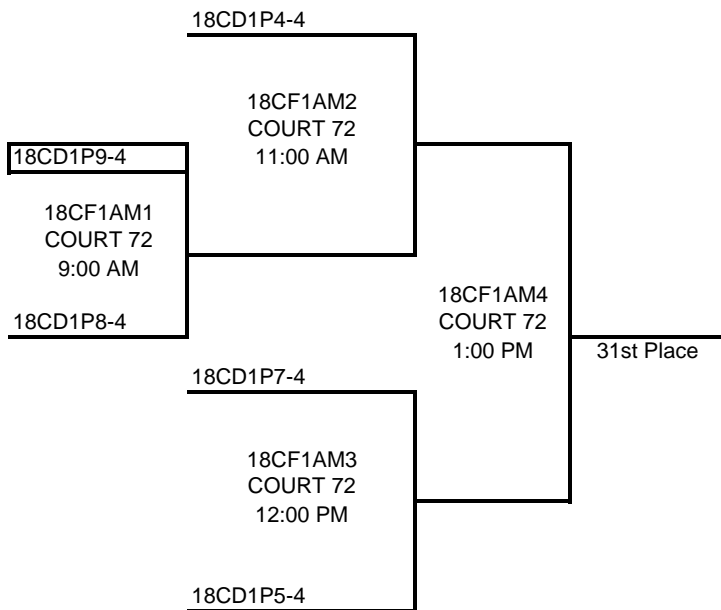 18CD1P4-4
18CF1AM2
COURT 72
11:00 AM
18CD1P9-4
18CF1AM1
COURT 72
9:00 AM
18CD1P8-4
18CF1AM4
COURT 72
1:00 PM
31st Place
18CD1P7-4
18CF1AM3
COURT 72
12:00 PM
18CD1P5-4